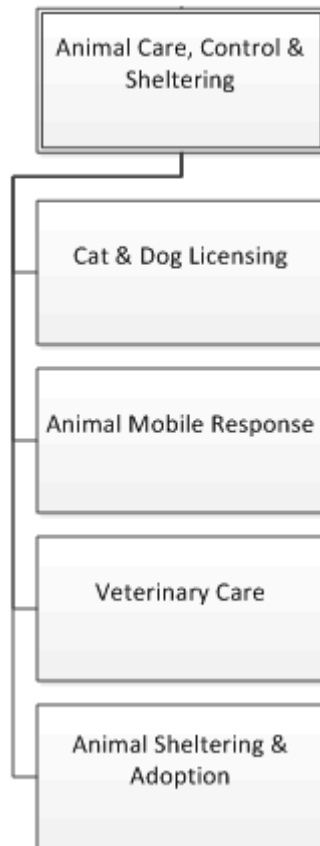 Animal Care, Control &
Sheltering
Cat & Dog Licensing
Animal Mobile Response
Veterinary Care
Animal Sheltering &
Adoption